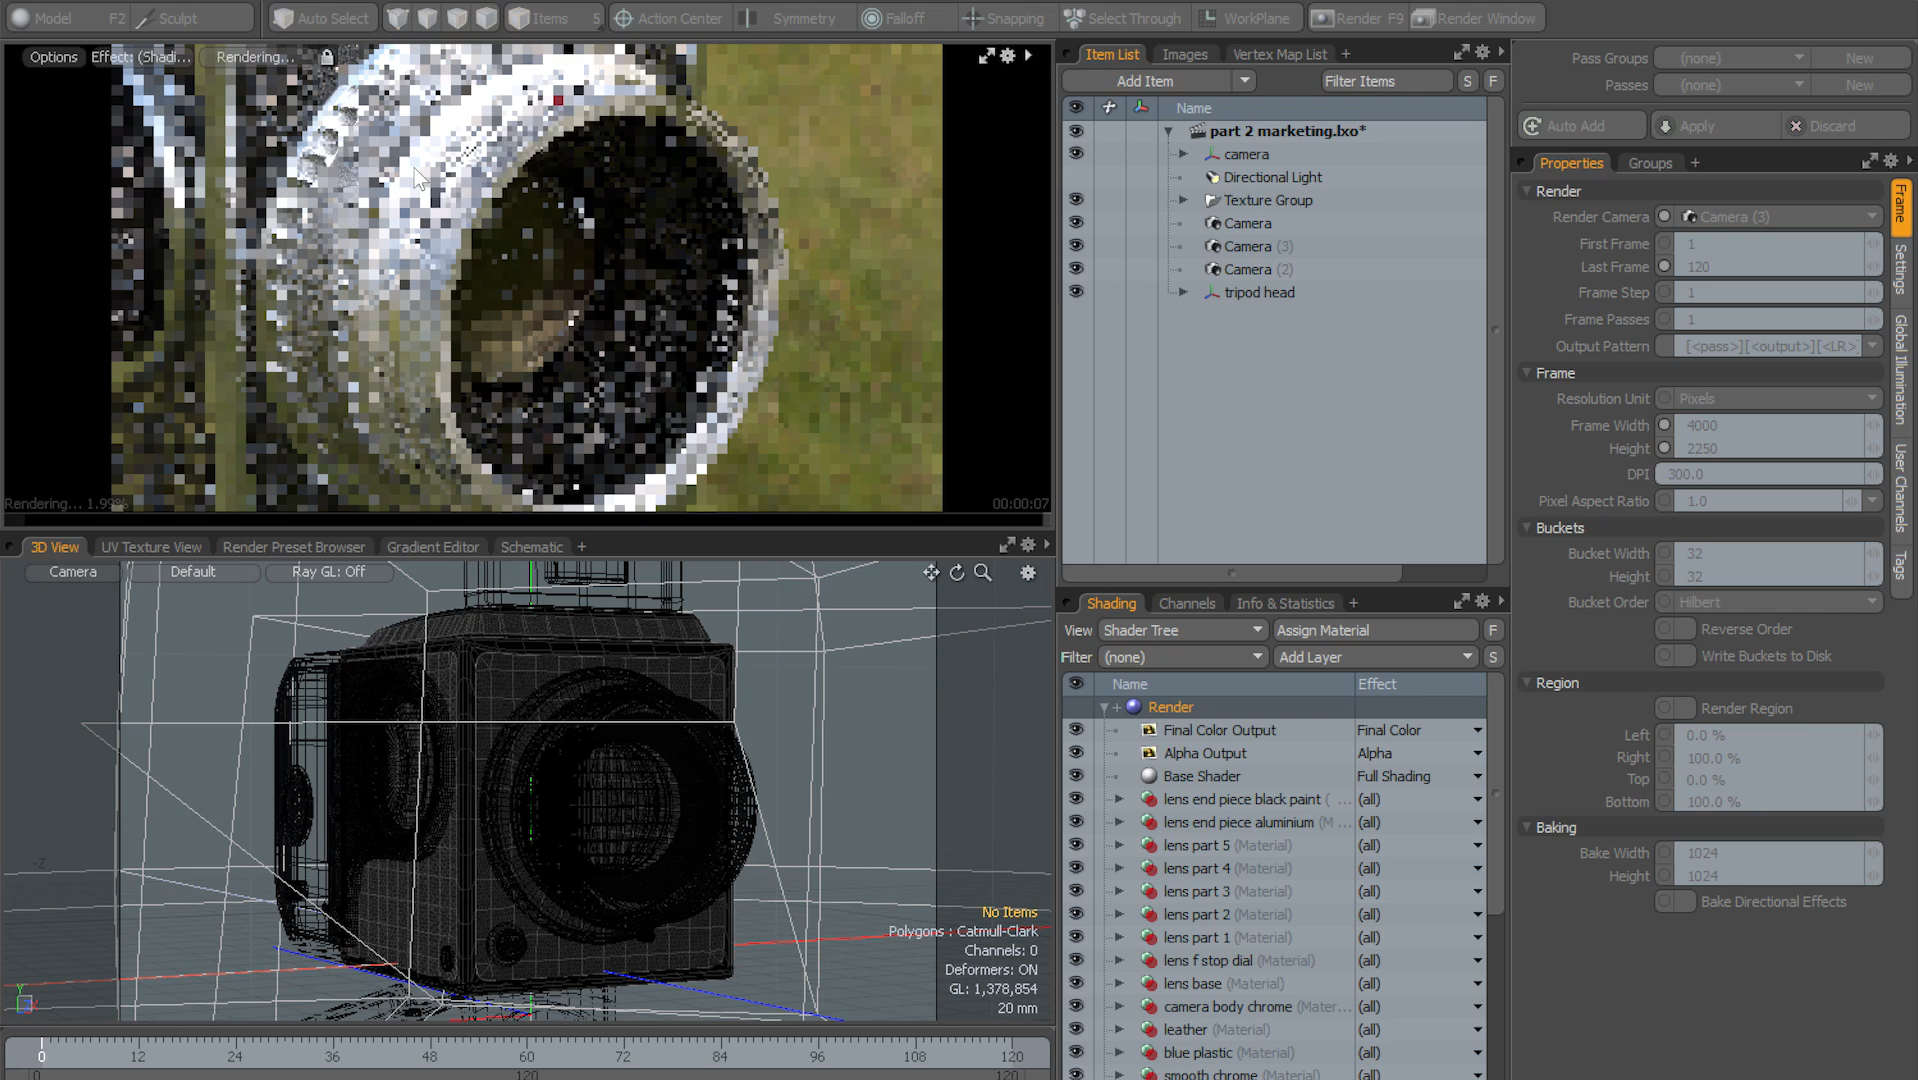 Model F2 Sculpt Auto Select Items 5 Action Center Symmetry Falloff Snapping Select Through WorkPlane Render F9 Render Window
Options Effect: (Shadi... Rendering...
Rendering... 1.99% 00:00:07
3D View UV Texture View Render Preset Browser Gradient Editor Schematic +
Camera Default Ray GL: Off
No Items
Polygons : Catmull-Clark
Channels: 0
Deformers: ON
GL: 1,378,854
20 mm
-Z
Y
0 12 24 36 48 60 72 84 96 108 120
0 120 120
Item List Images Vertex Map List +
Add Item Filter Items S F
Name
part 2 marketing.lxo*
camera
Directional Light
Texture Group
Camera
Camera (3)
Camera (2)
tripod head
Shading Channels Info & Statistics +
View Shader Tree Assign Material F
Filter (none) Add Layer S
Name Effect
Render
Final Color Output Final Color
Alpha Output Alpha
Base Shader Full Shading
lens end piece black paint ( ... (all)
lens end piece aluminium (M ... (all)
lens part 5 (Material) (all)
lens part 4 (Material) (all)
lens part 3 (Material) (all)
lens part 2 (Material) (all)
lens part 1 (Material) (all)
lens f stop dial (Material) (all)
lens base (Material) (all)
camera body chrome (Mater... (all)
leather (Material) (all)
blue plastic (Material) (all)
smooth chrome (Material) (all)
Pass Groups (none) New
Passes (none) New
Auto Add Apply Discard
Properties Groups +
Render
Render Camera Camera (3)
First Frame 1
Last Frame 120
Frame Step 1
Frame Passes 1
Output Pattern [<pass>][<output>][<LR>]
Frame
Resolution Unit Pixels
Frame Width 4000
Height 2250
DPI 300.0
Pixel Aspect Ratio 1.0
Buckets
Bucket Width 32
Height 32
Bucket Order Hilbert
Reverse Order
Write Buckets to Disk
Region
Render Region
Left 0.0 %
Right 100.0 %
Top 0.0 %
Bottom 100.0 %
Baking
Bake Width 1024
Height 1024
Bake Directional Effects
Frame
Settings
Global Illumination
User Channels
Tags